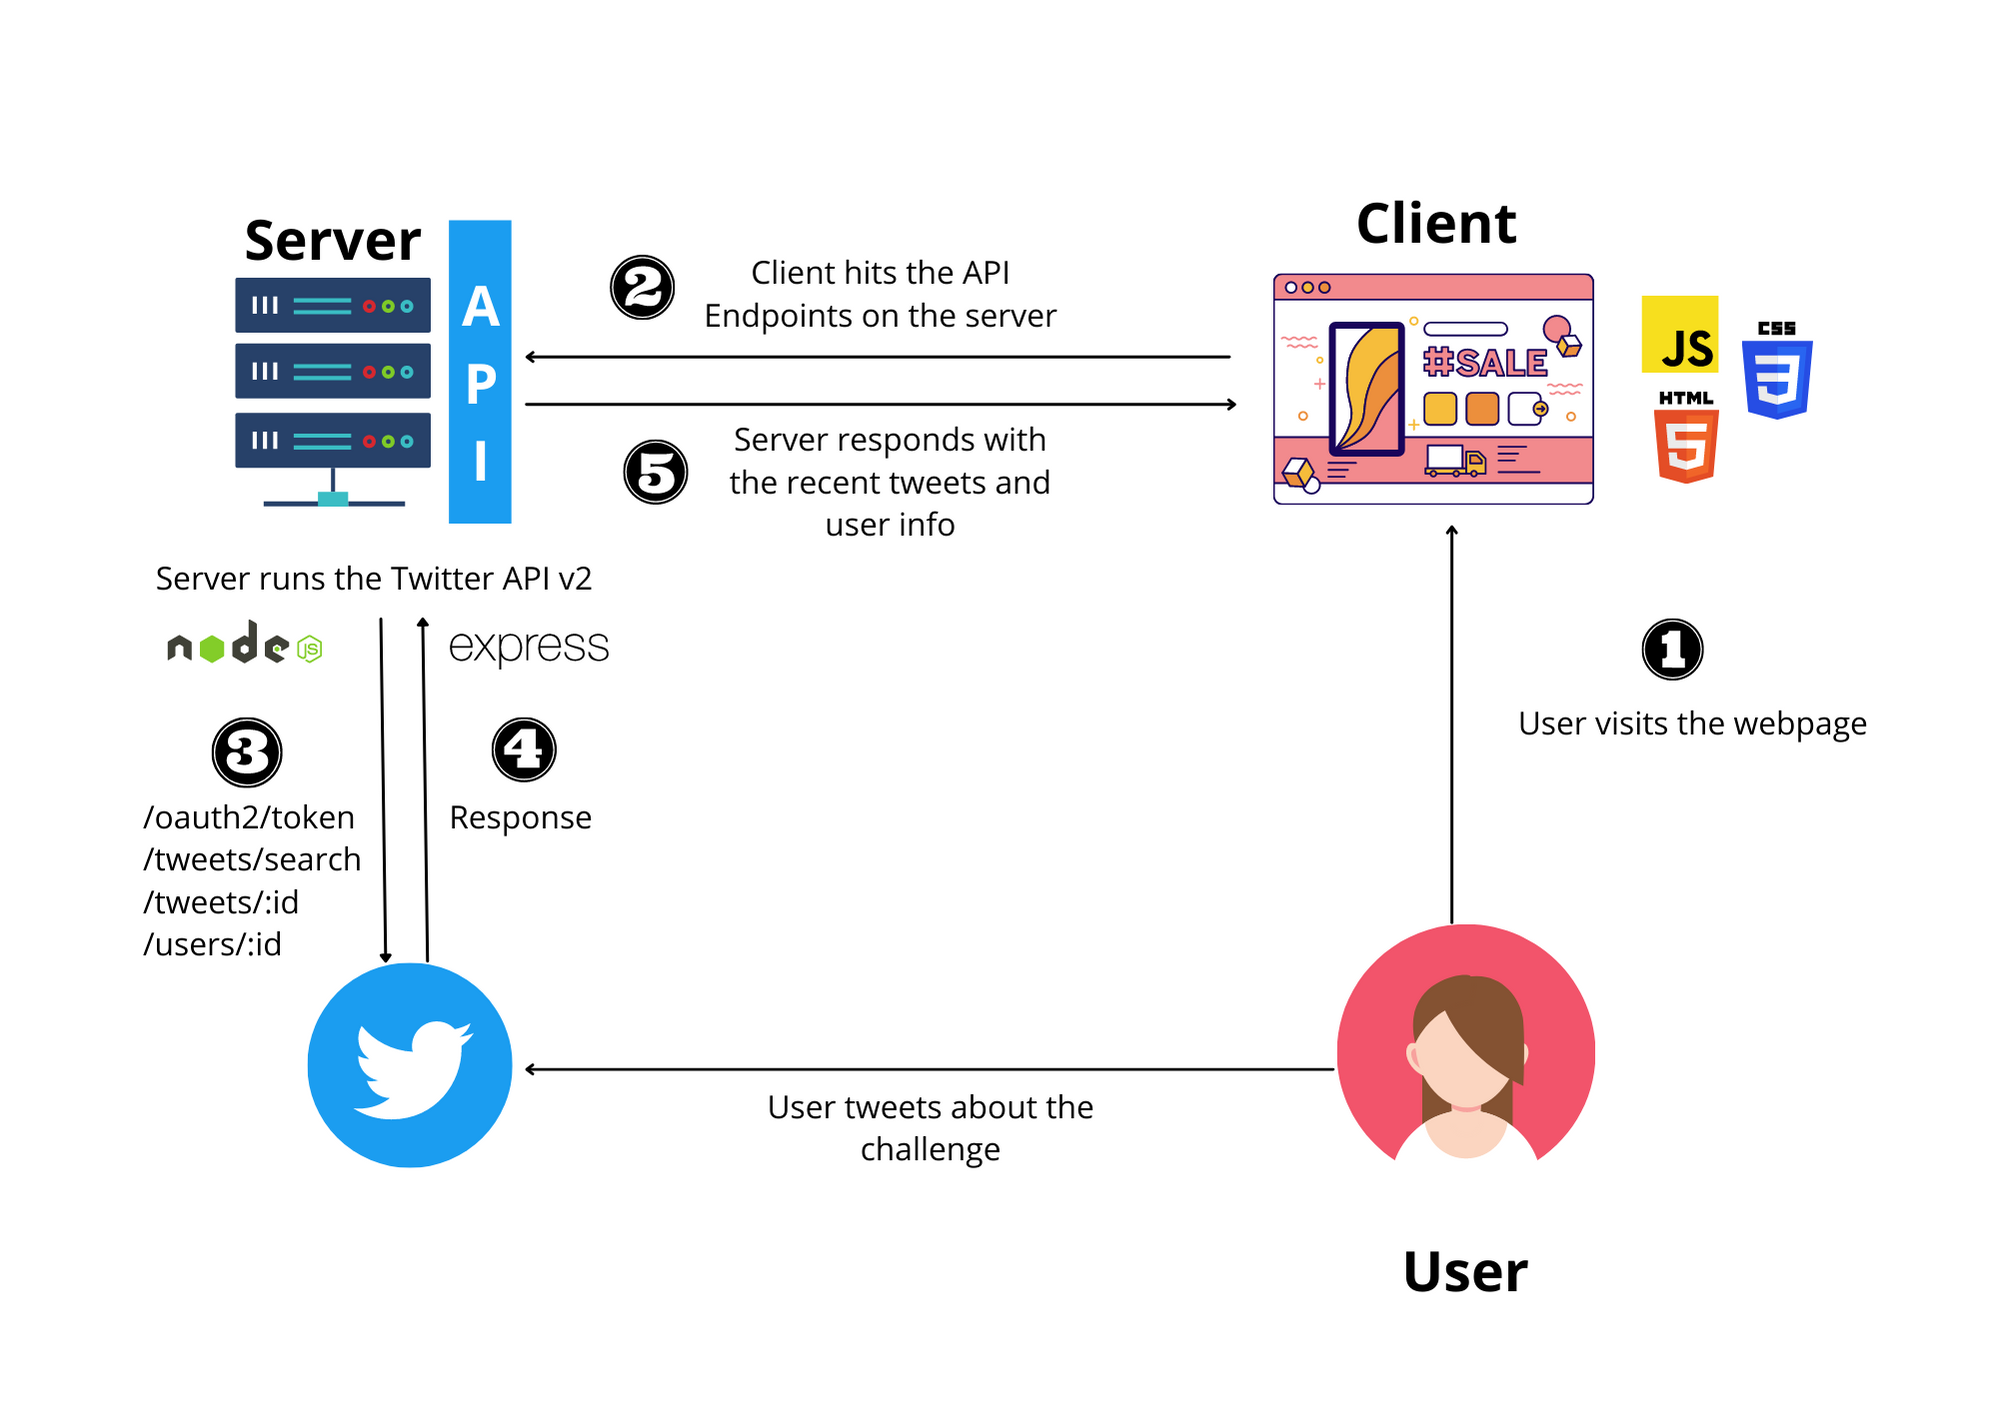 Server
API
2
Client hits the API
Endpoints on the server
5
Server responds with
the recent tweets and
user info
Client
#SALE
JS
CSS
3
HTML
5
Server runs the Twitter API v2
node
JS
express
3
/oauth2/token
/tweets/search
/tweets/:id
/users/:id
4
Response
1
User visits the webpage
User tweets about the
challenge
User